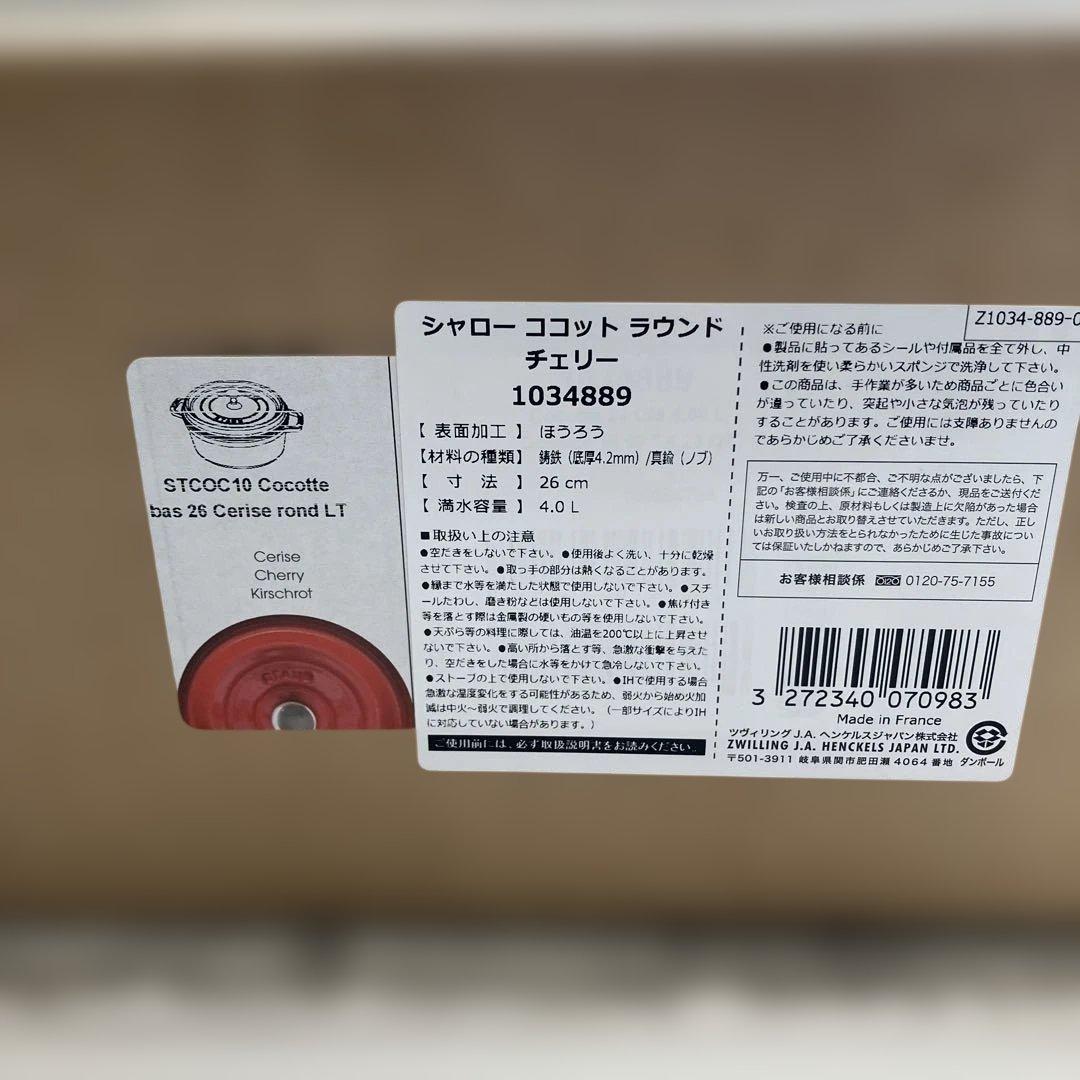 STCOC10 Cocotte
bas 26 Cerise rond LT
Cerise
Cherry
Kirschrot
STAUB
シャロー ココット ラウンド
チェリー
1034889
【 表面加工 】 ほうろう
【材料の種類】 鋳鉄（底厚4.2mm）/真鍮（ノブ）
【 寸 法 】 26 cm
【 満水容量 】 4.0 L
■取扱い上の注意
●空だきをしないで下さい。●使用後よく洗い、十分に乾燥
させて下さい。●取っ手の部分は熱くなることがあります。
●縁まで水等を満たした状態で使用しないで下さい。●スチ
ールたわし、磨き粉などは使用しないで下さい。●焦げ付き
等を落とす際は金属製の硬いもの等を使用しないで下さい。
●天ぷら等の料理に際しては、油温を200℃以上に上昇させ
ないで下さい。●高い所から落とす等、急激な衝撃を与えた
り、空だきをした場合に水等をかけて急冷しないで下さい。
●ストーブの上で使用しないで下さい。●IHで使用する場合
急激な温度変化をする可能性があるため、弱火から始め火加
減は中火～弱火で調理してください。（一部サイズによりIH
に対応していない場合があります。）
ご使用前には、必ず取扱説明書をお読みください。
Z1034-889-0
※ご使用になる前に
●製品に貼ってあるシールや付属品を全て外し、中
性洗剤を使い柔らかいスポンジで洗浄して下さい。
●この商品は、手作業が多いため商品ごとに色合い
が違っていたり、突起や小さな気泡が残っていたり
することがあります。ご使用には支障ありませんの
であらかじめご了承くださいませ。
万一、ご使用中に不都合、ご不明な点がございましたら、下
記の「お客様相談係」にご連絡くださるか、現品をご送付くだ
さい。検査の上、原材料もしくは製造上に欠陥があった場合
は新しい商品とお取り替えさせていただきます。ただし、正し
いお取り扱い方法をとられなかったために生じた事故につい
ては保証いたしかねますので、あらかじめご了承下さい。
お客様相談係 0120-75-7155
3 272340 070983
Made in France
ツヴィリング J.A. ヘンケルスジャパン株式会社
ZWILLING J.A. HENCKELS JAPAN LTD.
〒501-3911 岐阜県関市肥田瀬 4064 番地 ダンボール